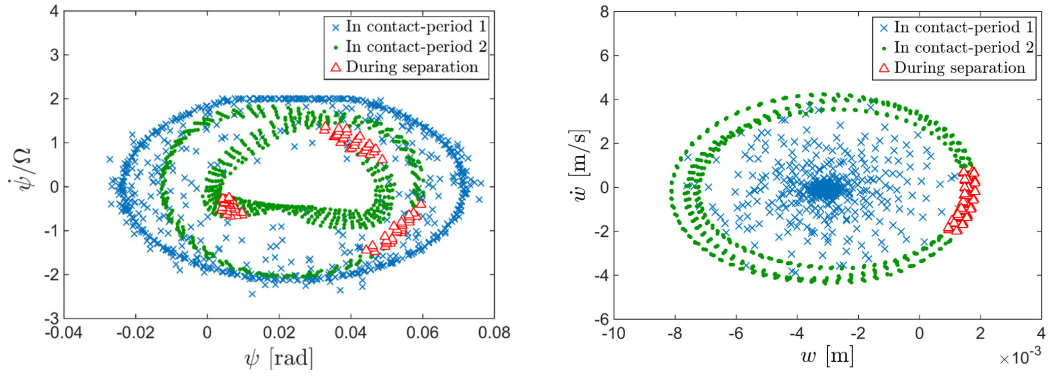 4
3
2
1
0
-1
-2
-3
-0.04 -0.02 0 0.02 0.04 0.06 0.08
ψ [rad]
ψ̇/Ω
In contact-period 1
In contact-period 2
During separation
8
6
4
2
0
-2
-4
-6
-10 -8 -6 -4 -2 0 2 4
×10⁻³
w [m]
ẇ [m/s]
In contact-period 1
In contact-period 2
During separation